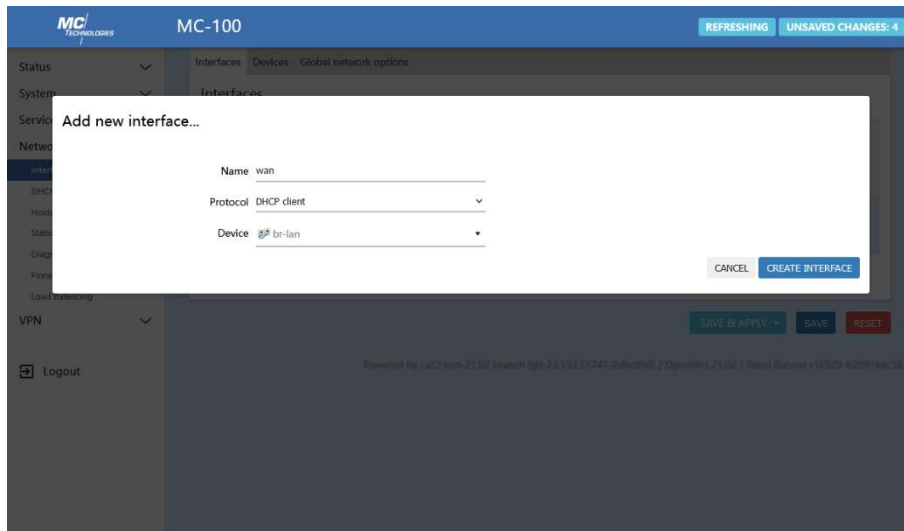 MC TECHNOLOGIES
MC-100
REFRESHING
UNSAVED CHANGES: 4
Status
Interfaces Devices Global network options
System
Interfaces
Servic
Add new interface...
Netwo
Name wan
Protocol DHCP client
Device br-lan
CANCEL CREATE INTERFACE
Load Balancing
VPN
SAVE & APPLY SAVE RESET
Logout